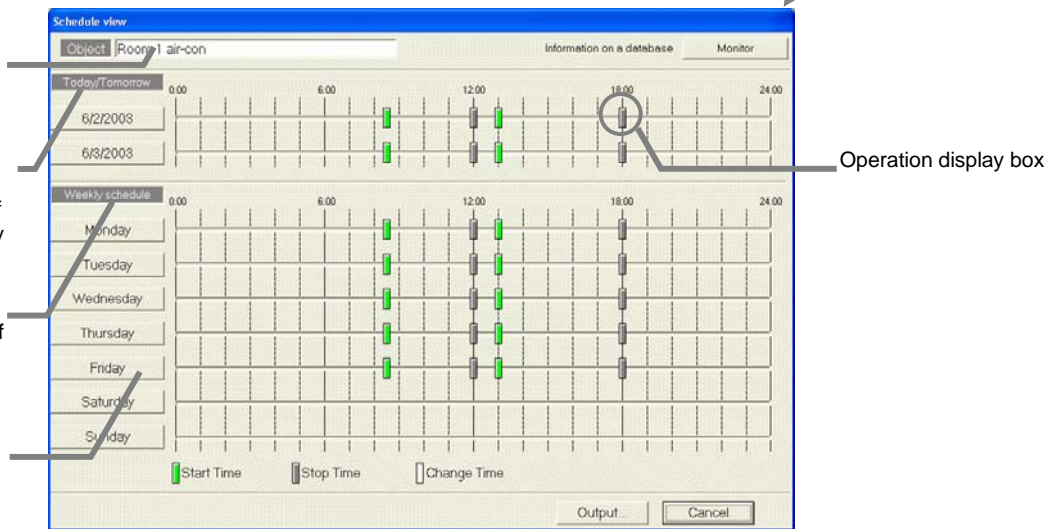 Schedule view
Object Room 1 air-con Information on a database Monitor
Today/Tomorrow
0:00 6:00 12:00 18:00 24:00
6/2/2003
6/3/2003
Operation display box
Weekly schedule
0:00 6:00 12:00 18:00 24:00
Monday
Tuesday
Wednesday
Thursday
Friday
Saturday
Sunday
Start Time Stop Time Change Time
Output... Cancel